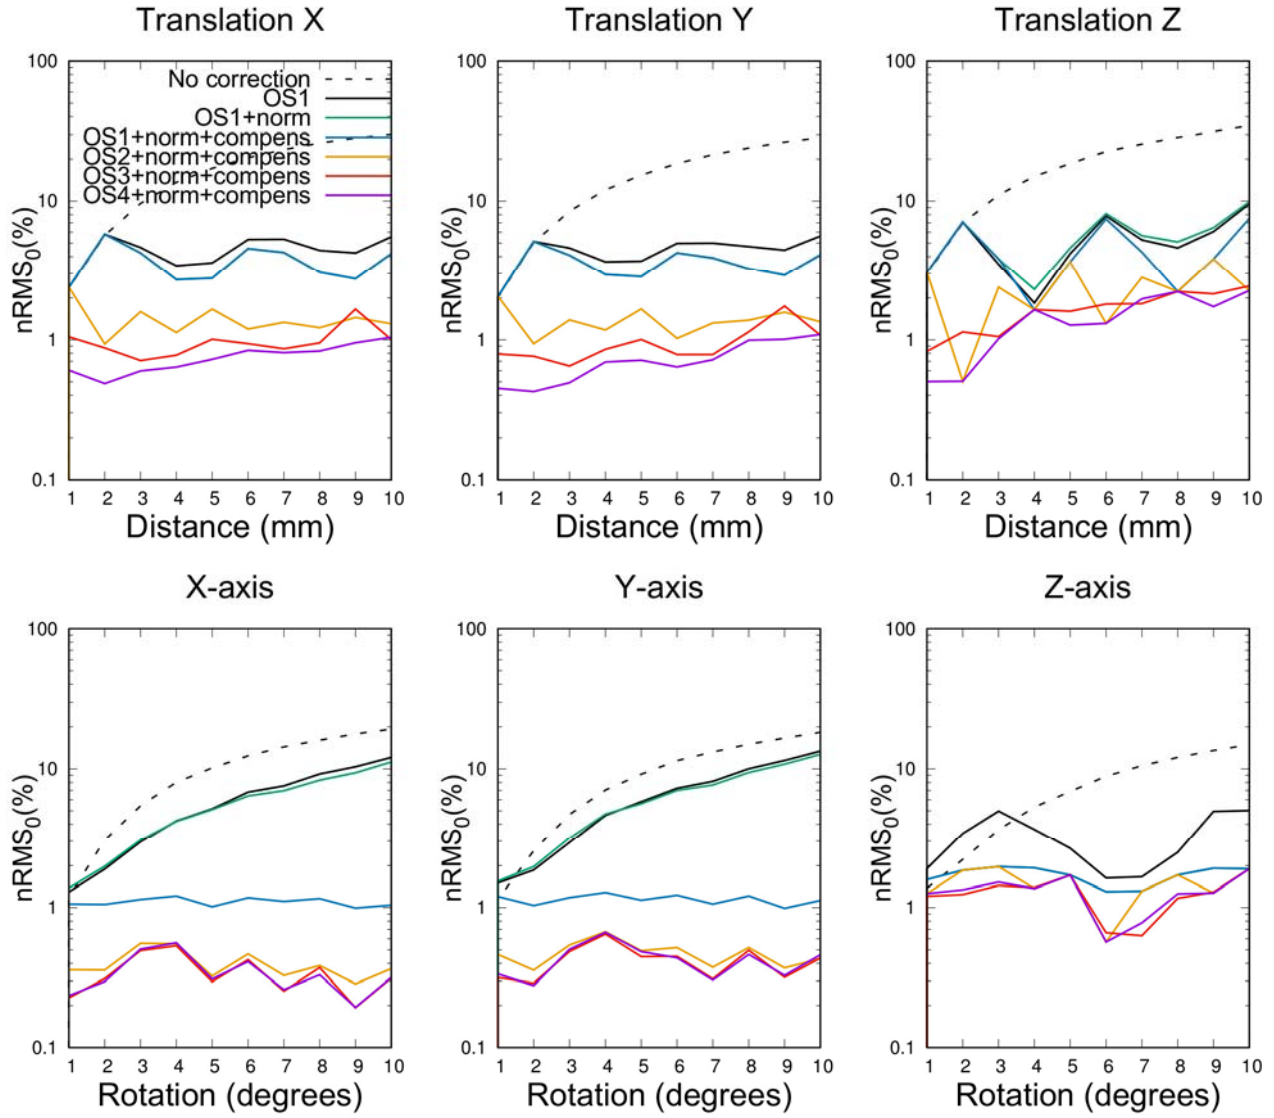 Translation X
Translation Y
Translation Z
100
10
1
0.1
nRMS0(%)
No correction
OS1
OS1+norm
OS1+norm+compens
OS2+norm+compens
OS3+norm+compens
OS4+norm+compens
1 2 3 4 5 6 7 8 9 10
Distance (mm)
100
10
1
0.1
nRMS0(%)
1 2 3 4 5 6 7 8 9 10
Distance (mm)
100
10
1
0.1
nRMS0(%)
1 2 3 4 5 6 7 8 9 10
Distance (mm)
X-axis
Y-axis
Z-axis
100
10
1
0.1
nRMS0(%)
1 2 3 4 5 6 7 8 9 10
Rotation (degrees)
100
10
1
0.1
nRMS0(%)
1 2 3 4 5 6 7 8 9 10
Rotation (degrees)
100
10
1
0.1
nRMS0(%)
1 2 3 4 5 6 7 8 9 10
Rotation (degrees)